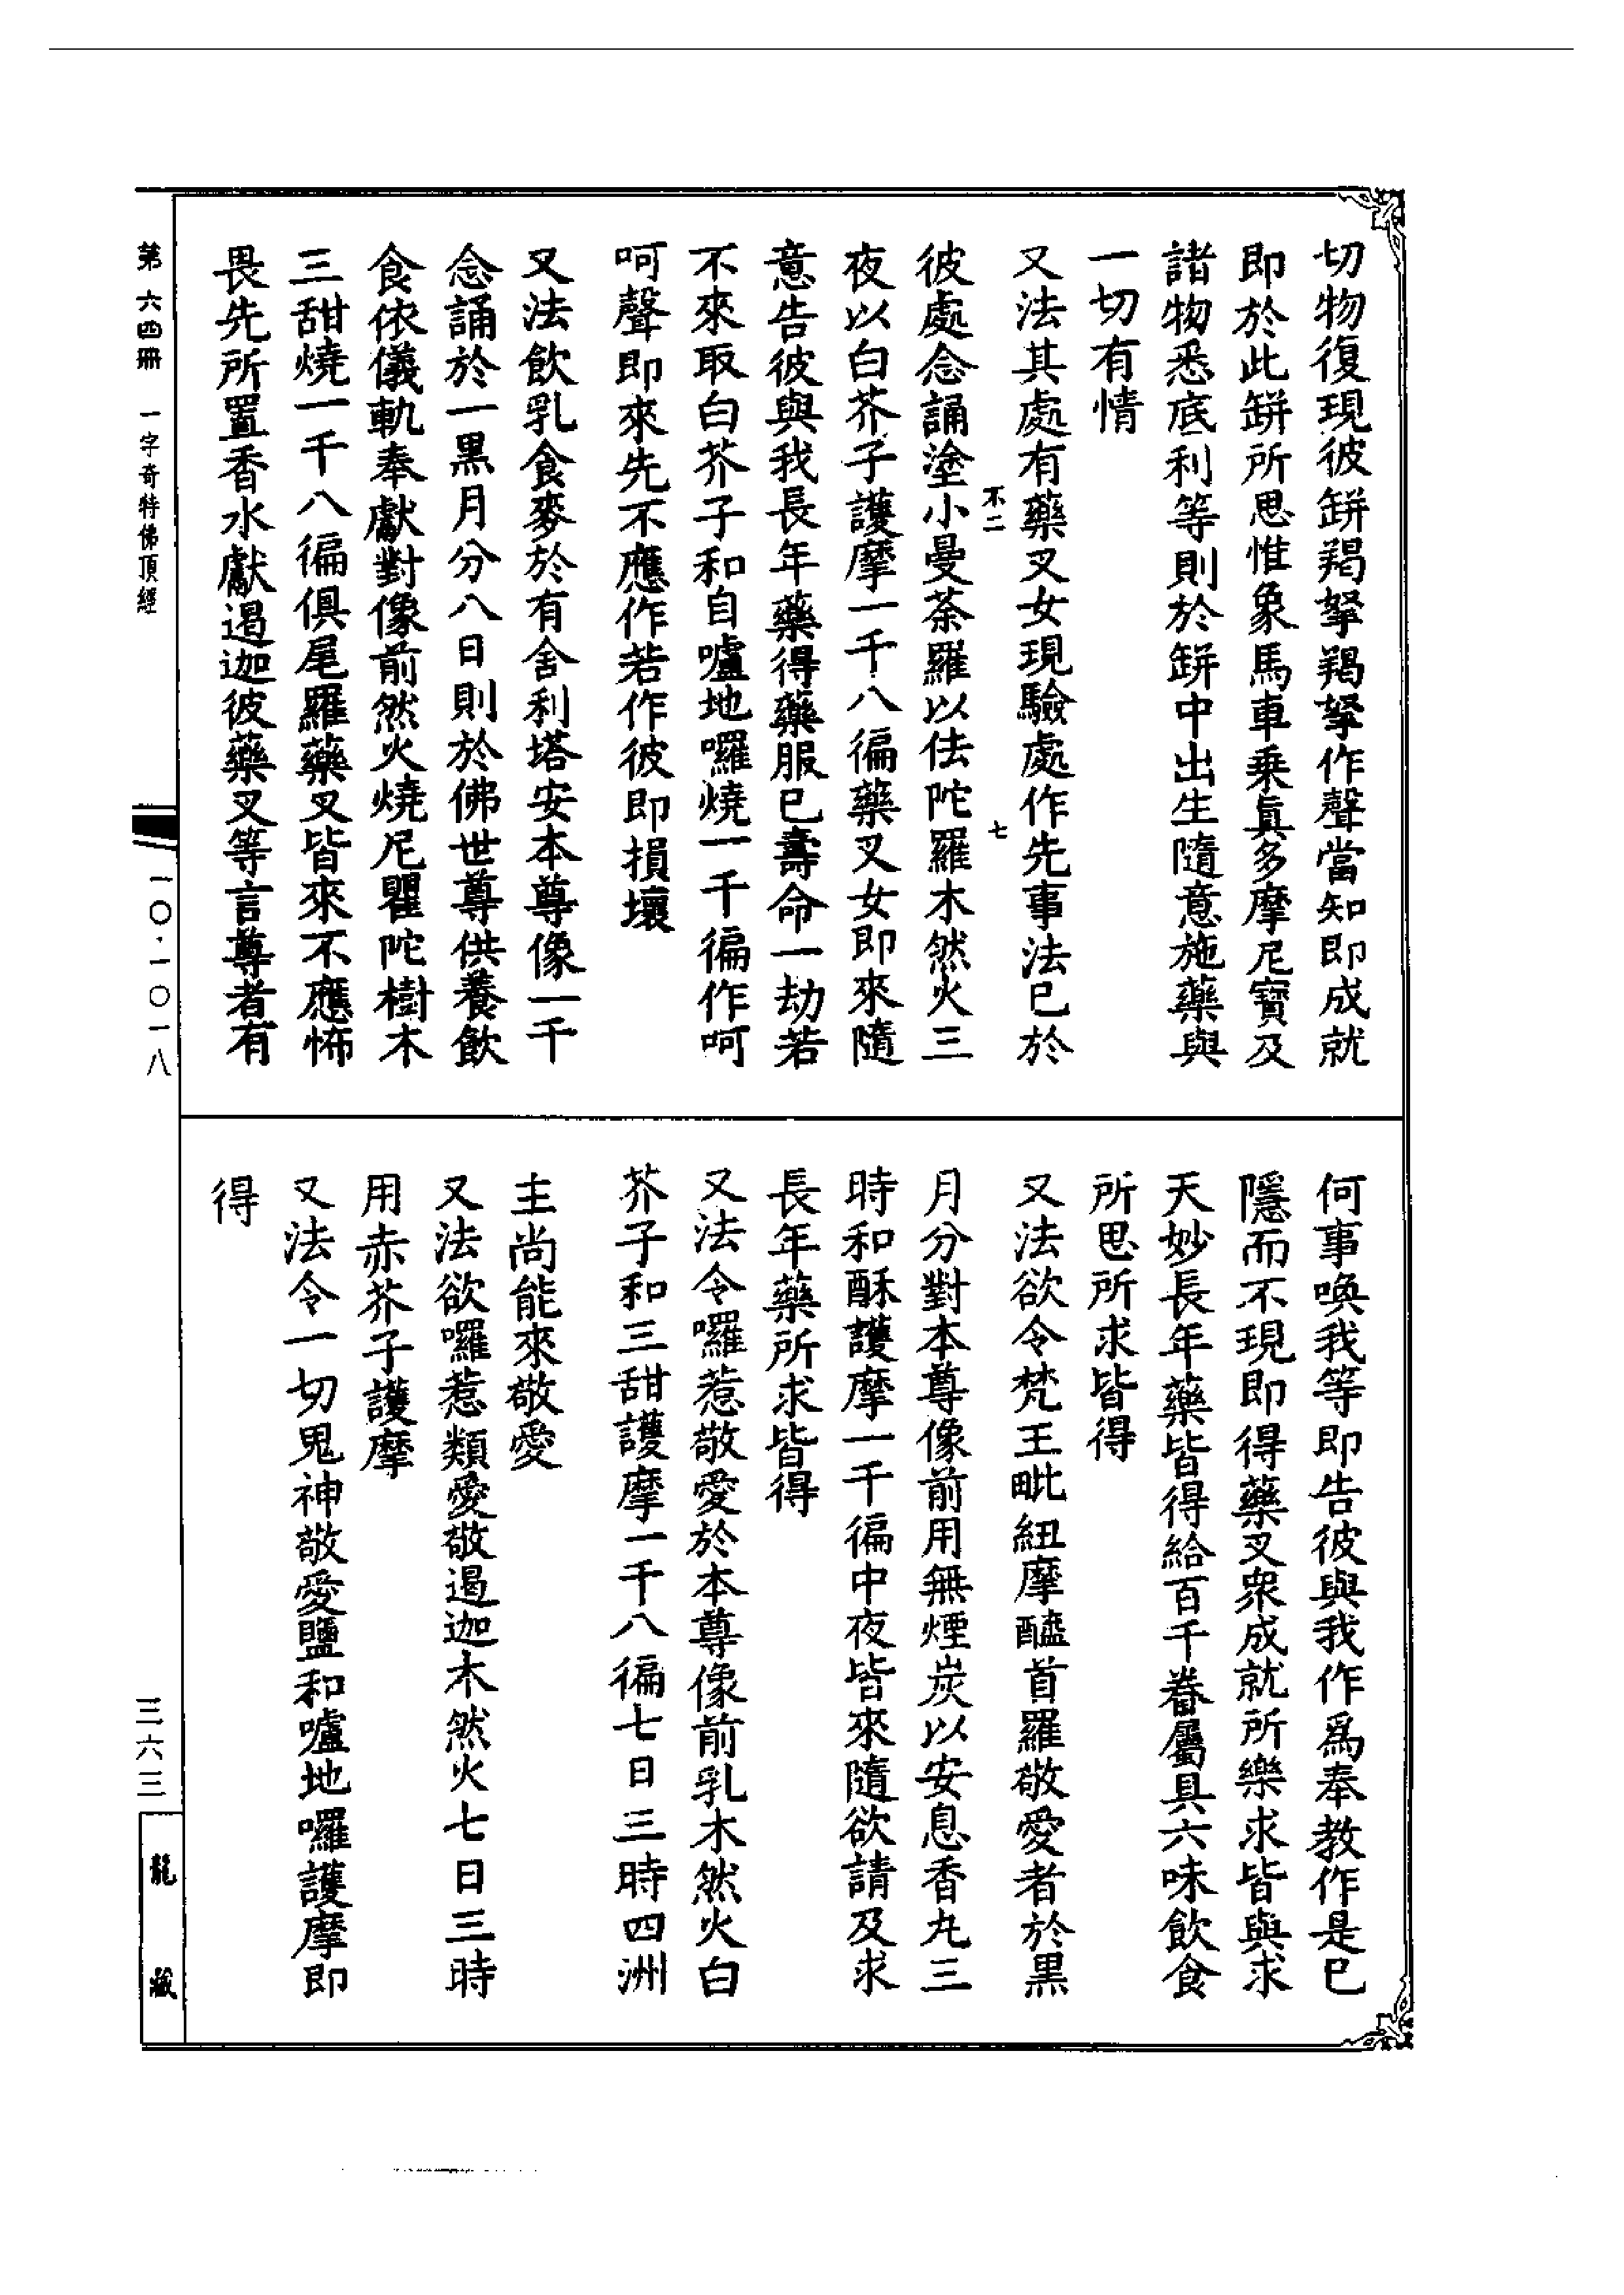 切物復現彼缾羯拏羯拏作聲當知即成就
即於此缾所思惟象馬車乘眞多摩尼寶及
諸物悉底利等則於缾中出生隨意施藥與
一切有情
又法其處有藥叉女現驗處作先事法已於
不二
七
彼處念誦塗小曼荼羅以佉陀羅木然火三
夜以白芥子護摩一千八徧藥叉女即來隨
意告彼與我長年藥得藥服已壽命一劫若
不來取白芥子和自嚧地囉燒一千徧作呵
呵聲即來先不應作若作彼即損壞
又法飲乳食麥於有舍利塔安本尊像一千
念誦於一黑月分八日則於佛世尊供養飲
食依儀軌奉獻對像前然火燒尼瞿陀樹木
三甜燒一千八徧俱尾羅藥叉皆來不應怖
畏先所置香水獻遏迦彼藥叉等言尊者有
何事喚我等即告彼與我作爲奉教作是已
隱而不現即得藥叉衆成就所樂求皆與求
天妙長年藥皆得給百千眷屬具六味飲食
所思所求皆得
又法欲令梵王毗紐摩醯首羅敬愛者於黑
月分對本尊像前用無煙炭以安息香丸三
時和酥護摩一千徧中夜皆來隨欲請及求
長年藥所求皆得
又法令囉惹敬愛於本尊像前乳木然火白
芥子和三甜護摩一千八徧七日三時四洲
主尚能來敬愛
又法欲囉惹類愛敬遏迦木然火七日三時
用赤芥子護摩
又法令一切鬼神敬愛鹽和嚧地囉護摩即
得
第六四冊 一字奇特佛頂經
一〇·一〇一八
三六三
龍藏